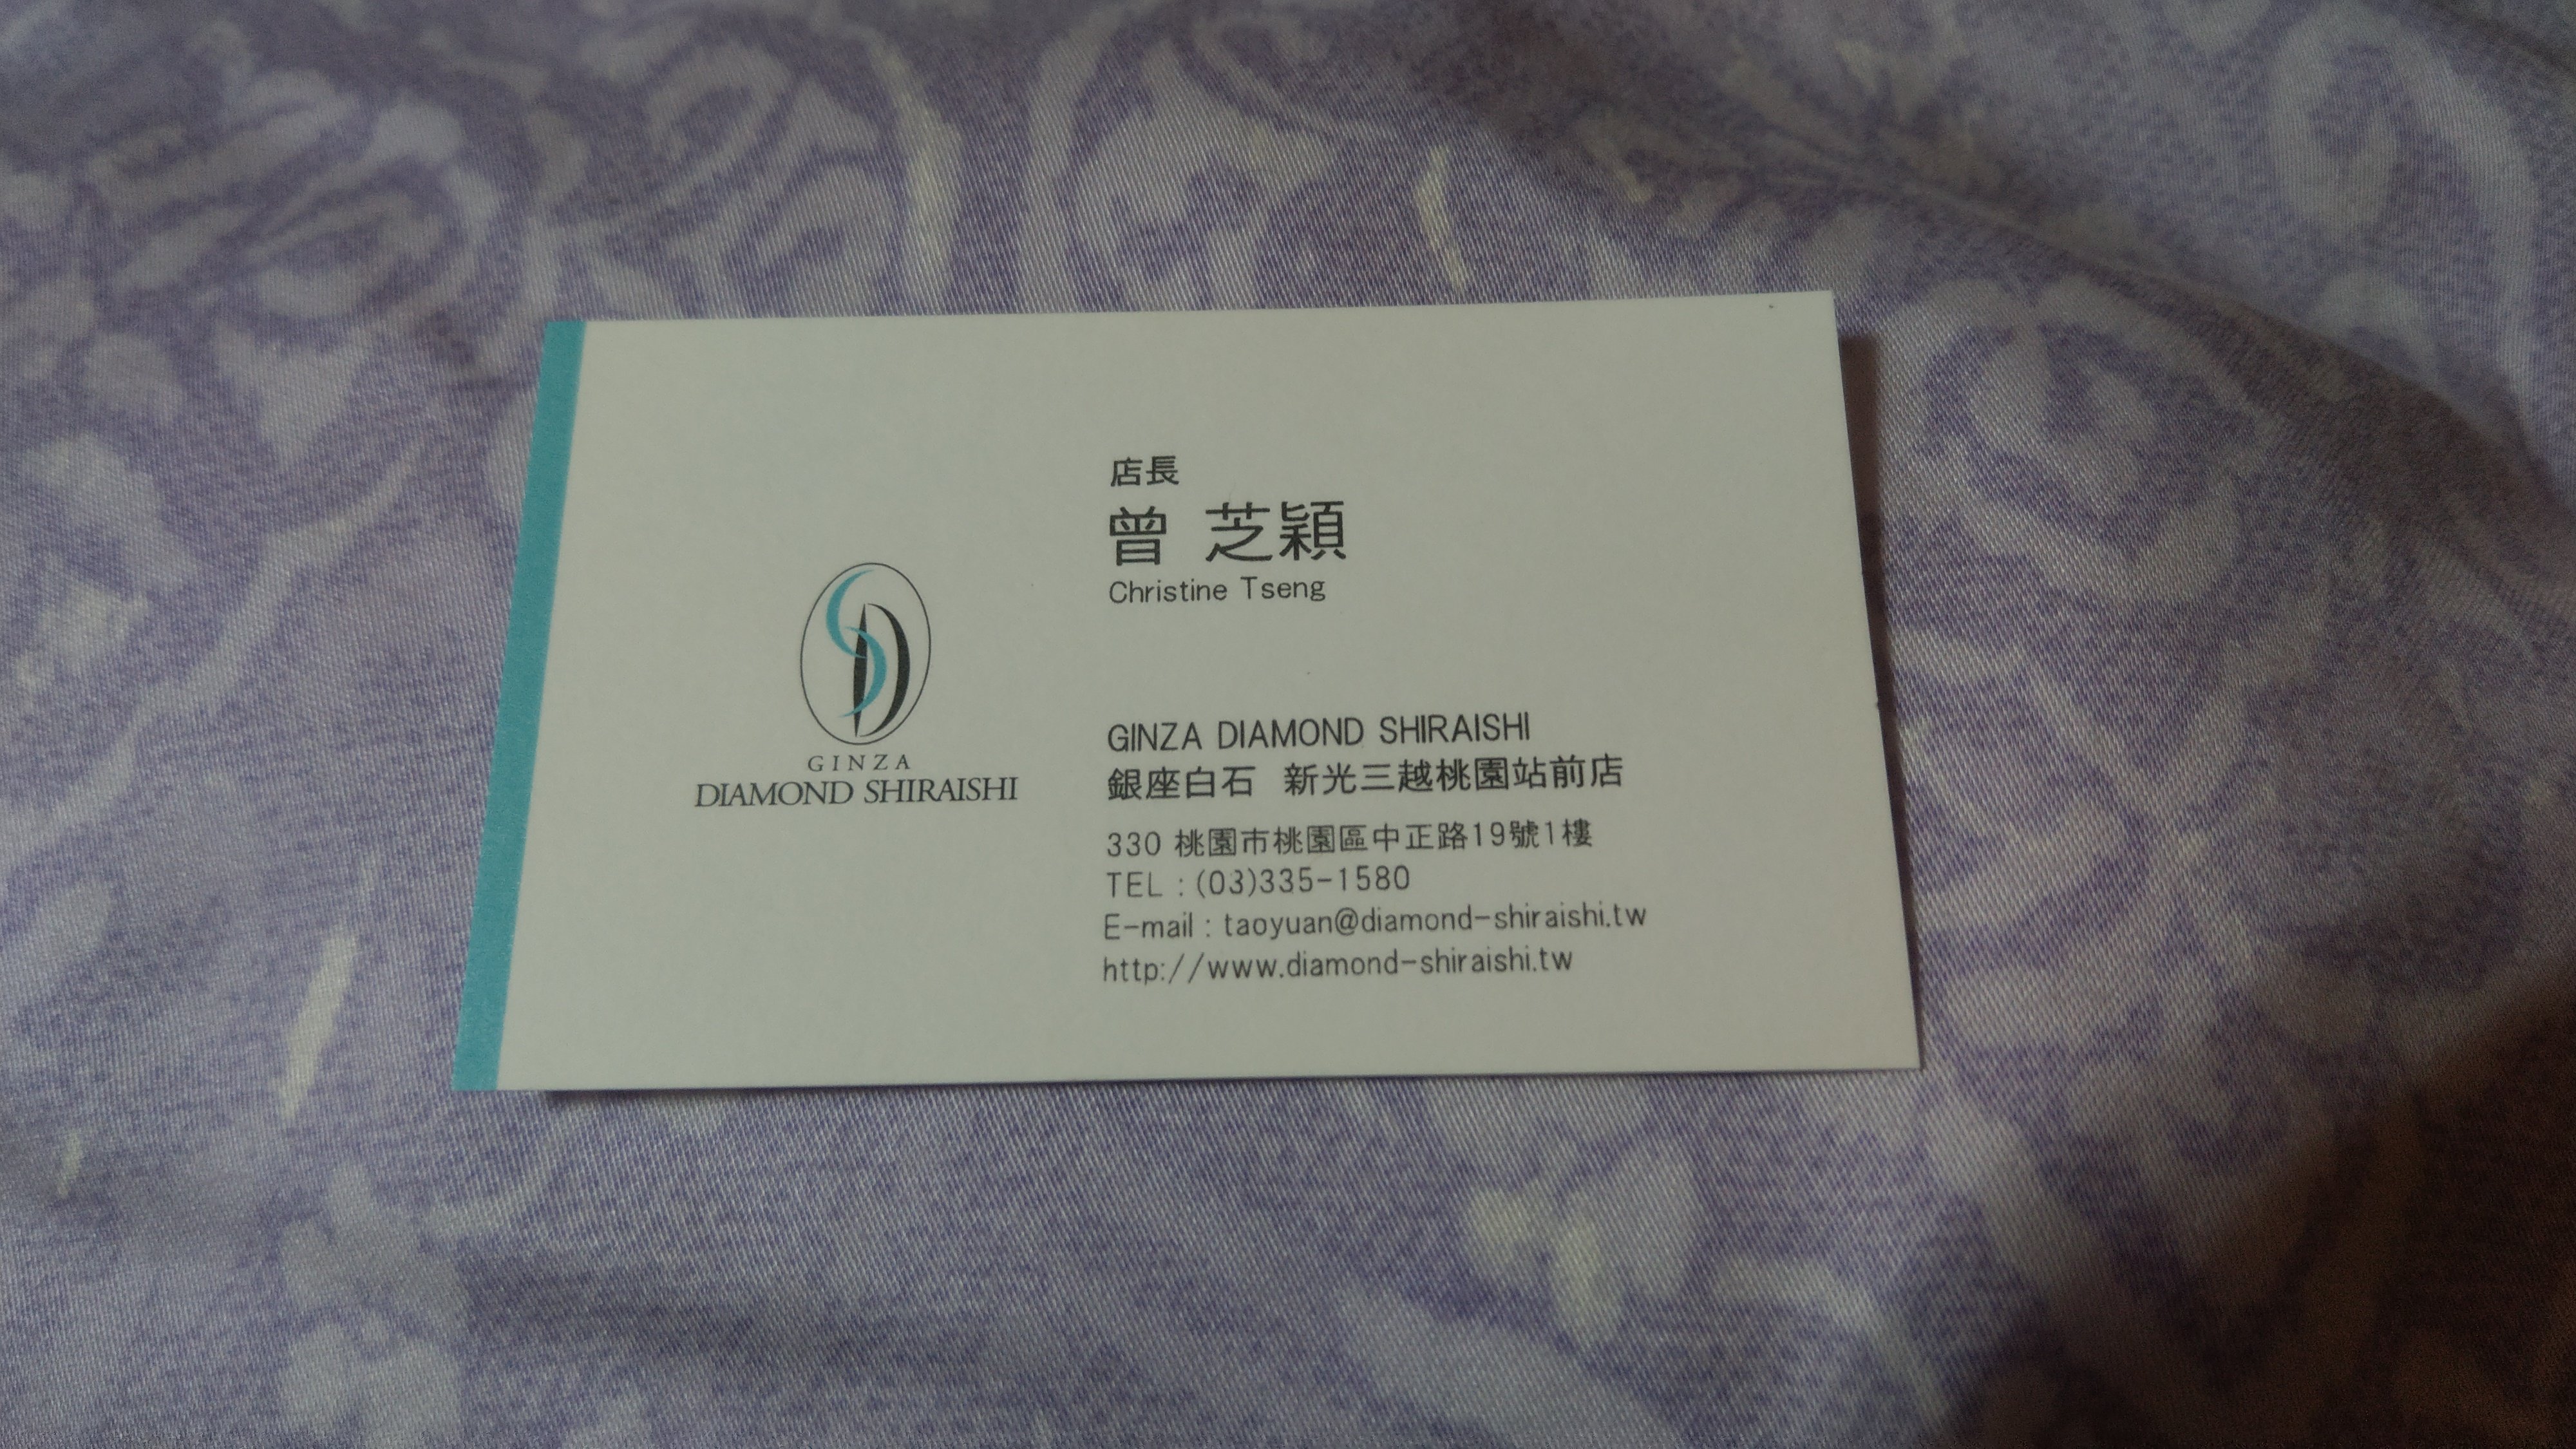 GINZA
DIAMOND SHIRAISHI
店長
曾 芝穎
Christine Tseng
GINZA DIAMOND SHIRAISHI
銀座白石 新光三越桃園站前店
330 桃園市桃園區中正路19號1樓
TEL : (03)335-1580
E-mail : taoyuan@diamond-shiraishi.tw
http://www.diamond-shiraishi.tw